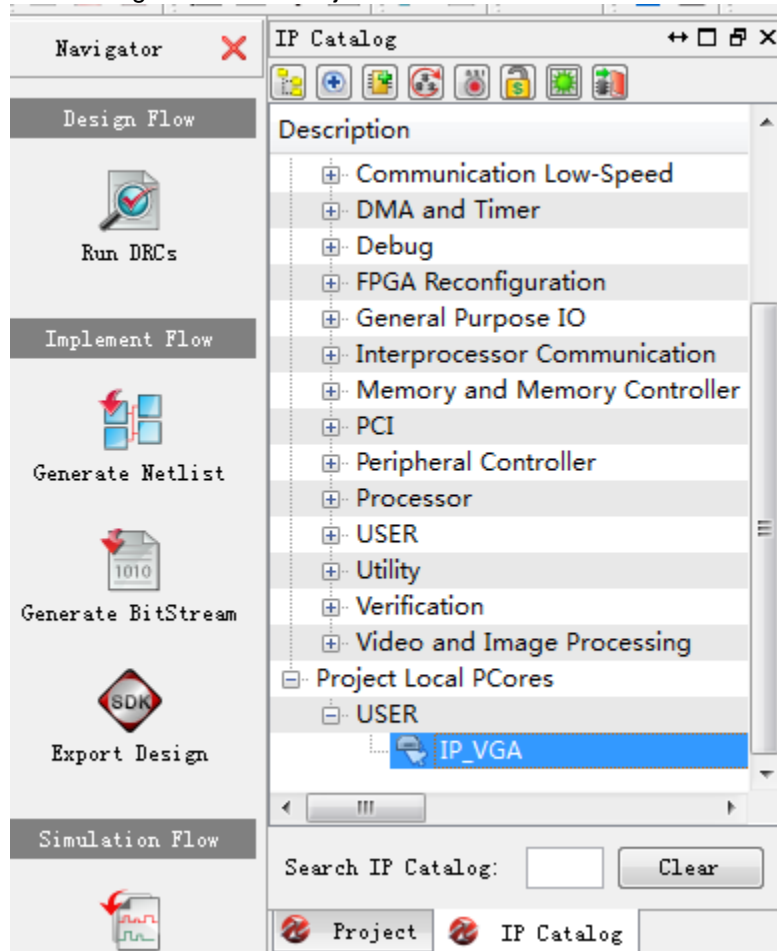 Navigator
Design Flow
Run DRCs
Implement Flow
Generate Netlist
1010
Generate BitStream
SDK
Export Design
Simulation Flow
IP Catalog
Description
Communication Low-Speed
DMA and Timer
Debug
FPGA Reconfiguration
General Purpose IO
Interprocessor Communication
Memory and Memory Controller
PCI
Peripheral Controller
Processor
USER
Utility
Verification
Video and Image Processing
Project Local PCores
USER
IP_VGA
Search IP Catalog:
Clear
Project
IP Catalog